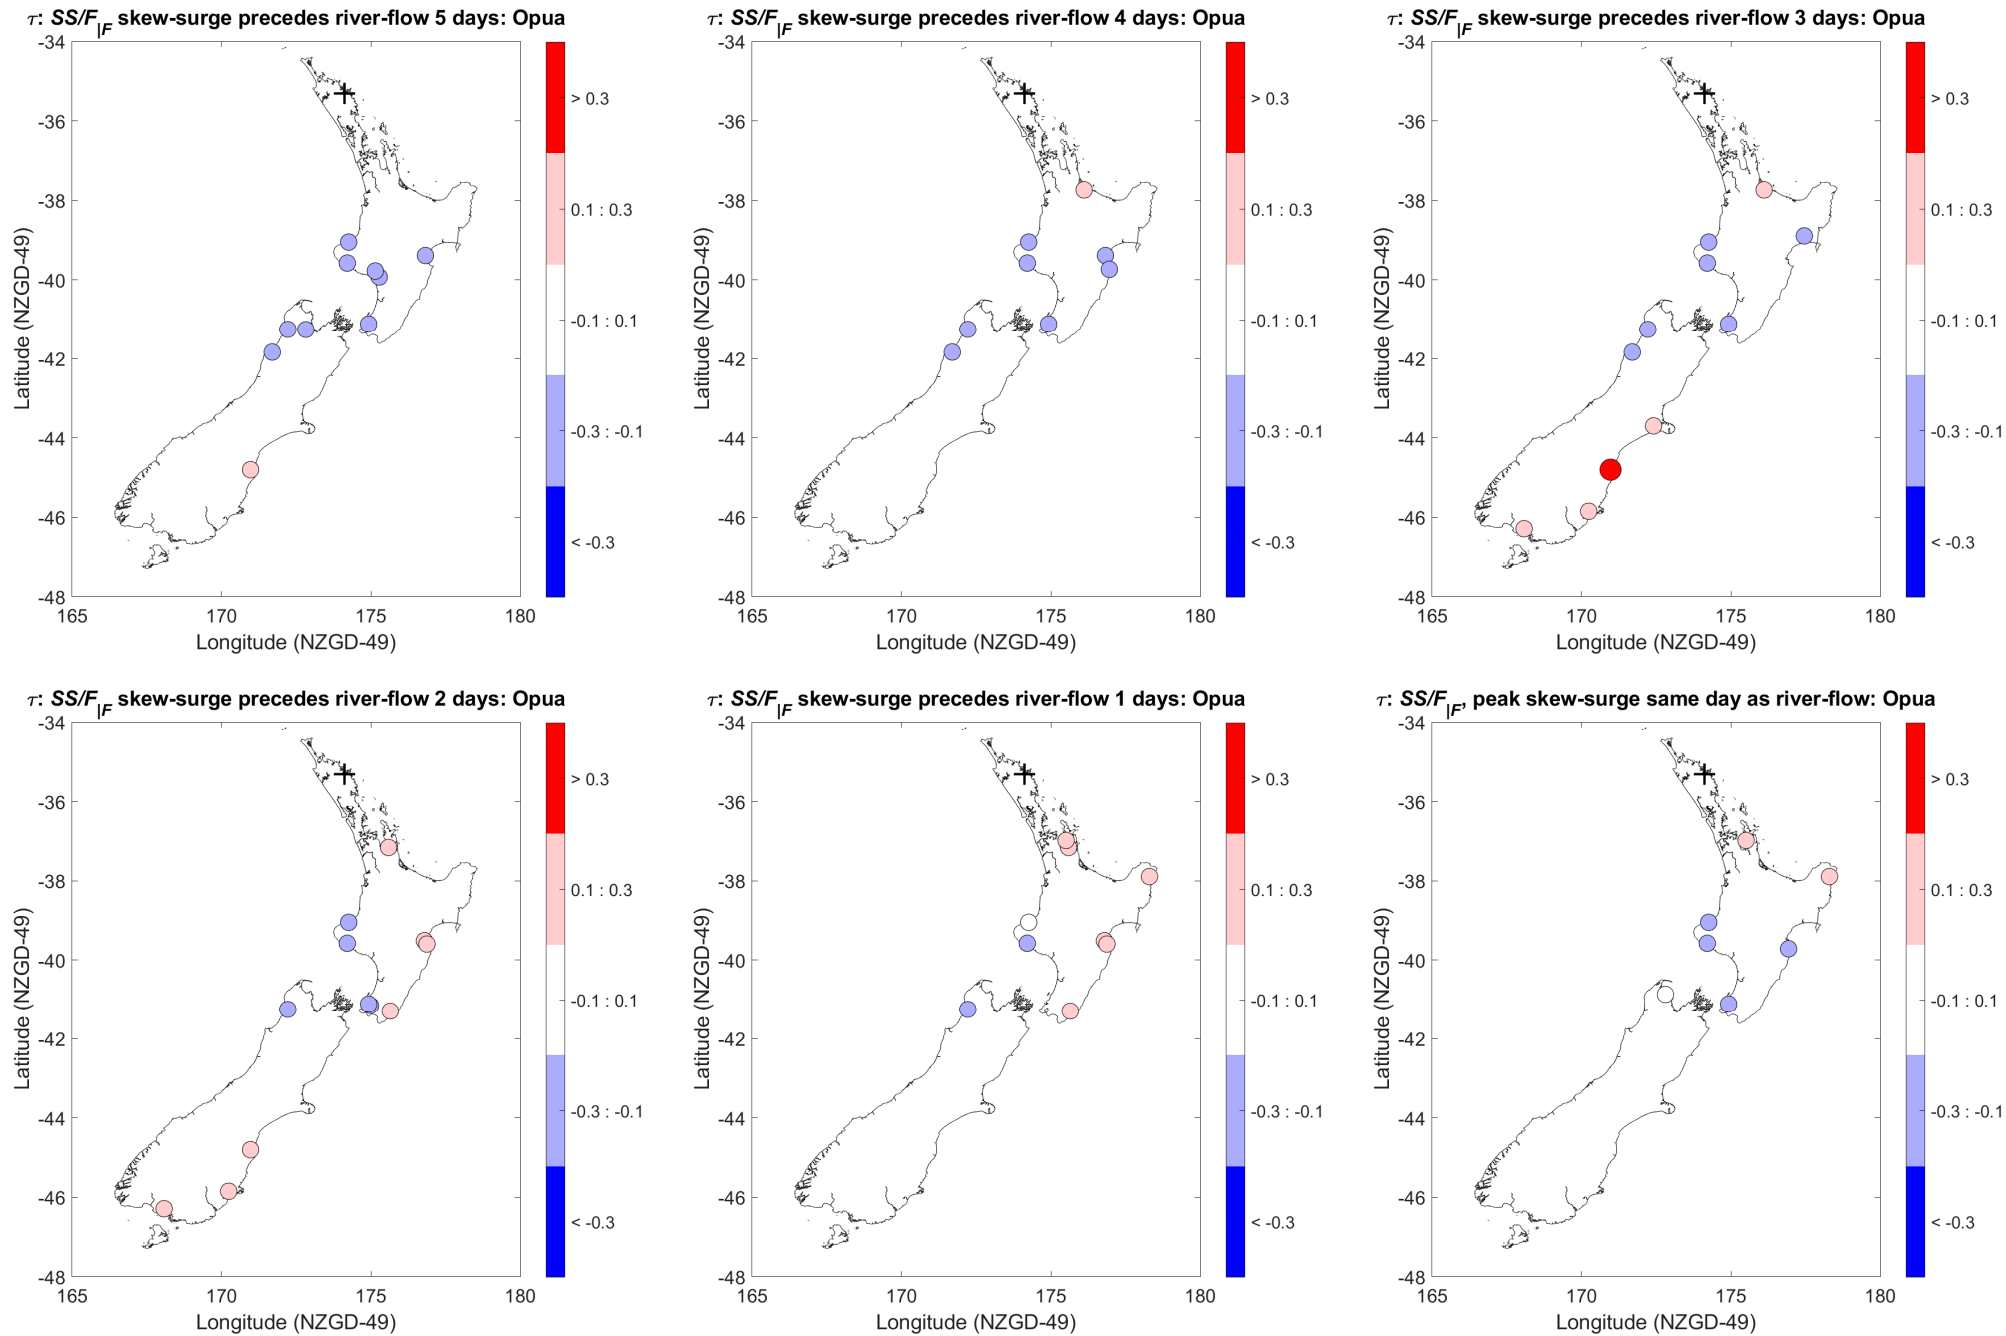 τ: SS/F|F skew-surge precedes river-flow 5 days: Opua
-34
-36
-38
-40
-42
-44
-46
-48
165
170
175
180
Latitude (NZGD-49)
Longitude (NZGD-49)
> 0.3
0.1 : 0.3
-0.1 : 0.1
-0.3 : -0.1
< -0.3
τ: SS/F|F skew-surge precedes river-flow 4 days: Opua
-34
-36
-38
-40
-42
-44
-46
-48
165
170
175
180
Latitude (NZGD-49)
Longitude (NZGD-49)
> 0.3
0.1 : 0.3
-0.1 : 0.1
-0.3 : -0.1
< -0.3
τ: SS/F|F skew-surge precedes river-flow 3 days: Opua
-34
-36
-38
-40
-42
-44
-46
-48
165
170
175
180
Latitude (NZGD-49)
Longitude (NZGD-49)
> 0.3
0.1 : 0.3
-0.1 : 0.1
-0.3 : -0.1
< -0.3
τ: SS/F|F skew-surge precedes river-flow 2 days: Opua
-34
-36
-38
-40
-42
-44
-46
-48
165
170
175
180
Latitude (NZGD-49)
Longitude (NZGD-49)
> 0.3
0.1 : 0.3
-0.1 : 0.1
-0.3 : -0.1
< -0.3
τ: SS/F|F skew-surge precedes river-flow 1 days: Opua
-34
-36
-38
-40
-42
-44
-46
-48
165
170
175
180
Latitude (NZGD-49)
Longitude (NZGD-49)
> 0.3
0.1 : 0.3
-0.1 : 0.1
-0.3 : -0.1
< -0.3
τ: SS/F|F, peak skew-surge same day as river-flow: Opua
-34
-36
-38
-40
-42
-44
-46
-48
165
170
175
180
Latitude (NZGD-49)
Longitude (NZGD-49)
> 0.3
0.1 : 0.3
-0.1 : 0.1
-0.3 : -0.1
< -0.3